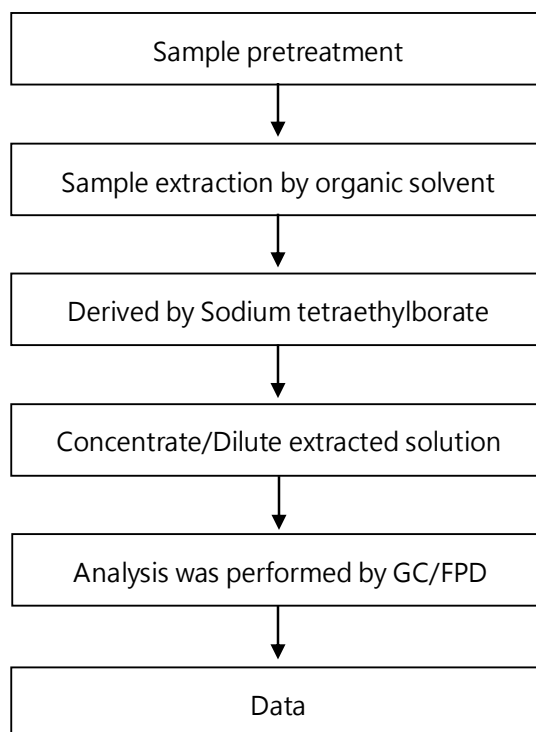 Sample pretreatment
Sample extraction by organic solvent
Derived by Sodium tetraethylborate
Concentrate/Dilute extracted solution
Analysis was performed by GC/FPD
Data